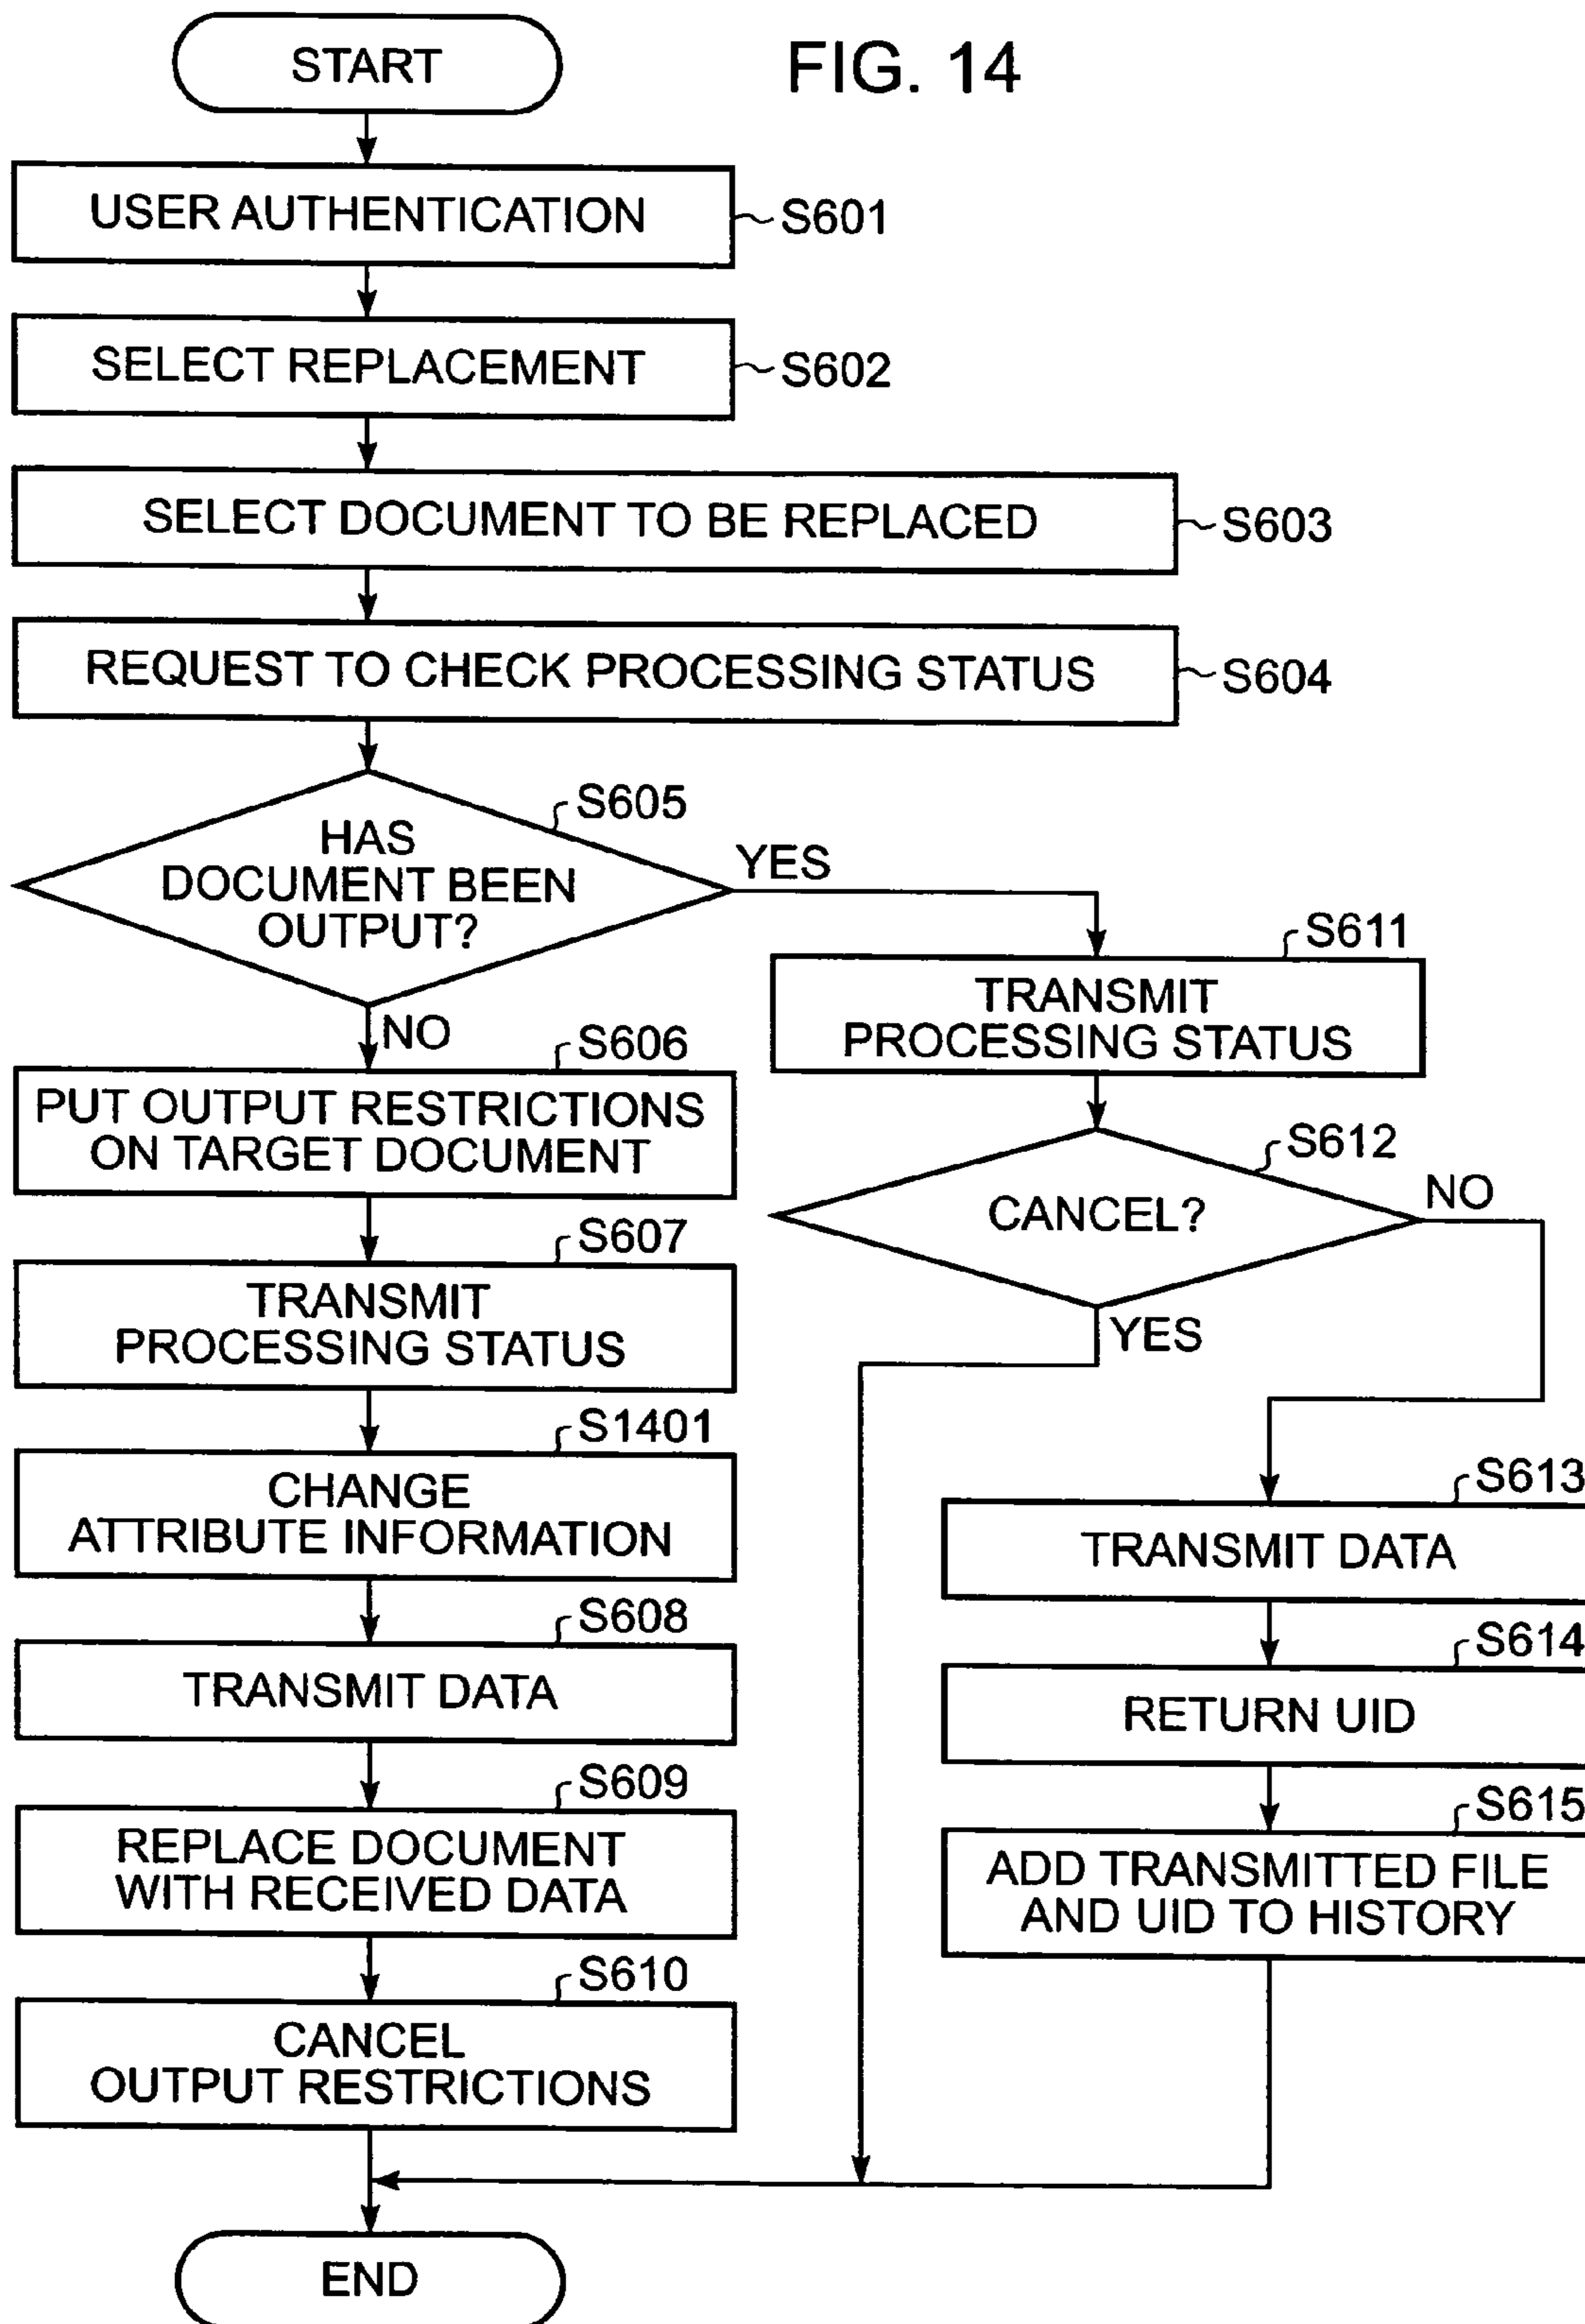 FIG. 14
START
USER AUTHENTICATION
S601
SELECT REPLACEMENT
S602
SELECT DOCUMENT TO BE REPLACED
S603
REQUEST TO CHECK PROCESSING STATUS
S604
S605
HAS
DOCUMENT BEEN
OUTPUT?
YES
NO
S606
PUT OUTPUT RESTRICTIONS
ON TARGET DOCUMENT
S607
TRANSMIT
PROCESSING STATUS
S1401
CHANGE
ATTRIBUTE INFORMATION
S608
TRANSMIT DATA
S609
REPLACE DOCUMENT
WITH RECEIVED DATA
S610
CANCEL
OUTPUT RESTRICTIONS
S611
TRANSMIT
PROCESSING STATUS
S612
CANCEL?
NO
YES
S613
TRANSMIT DATA
S614
RETURN UID
S615
ADD TRANSMITTED FILE
AND UID TO HISTORY
END